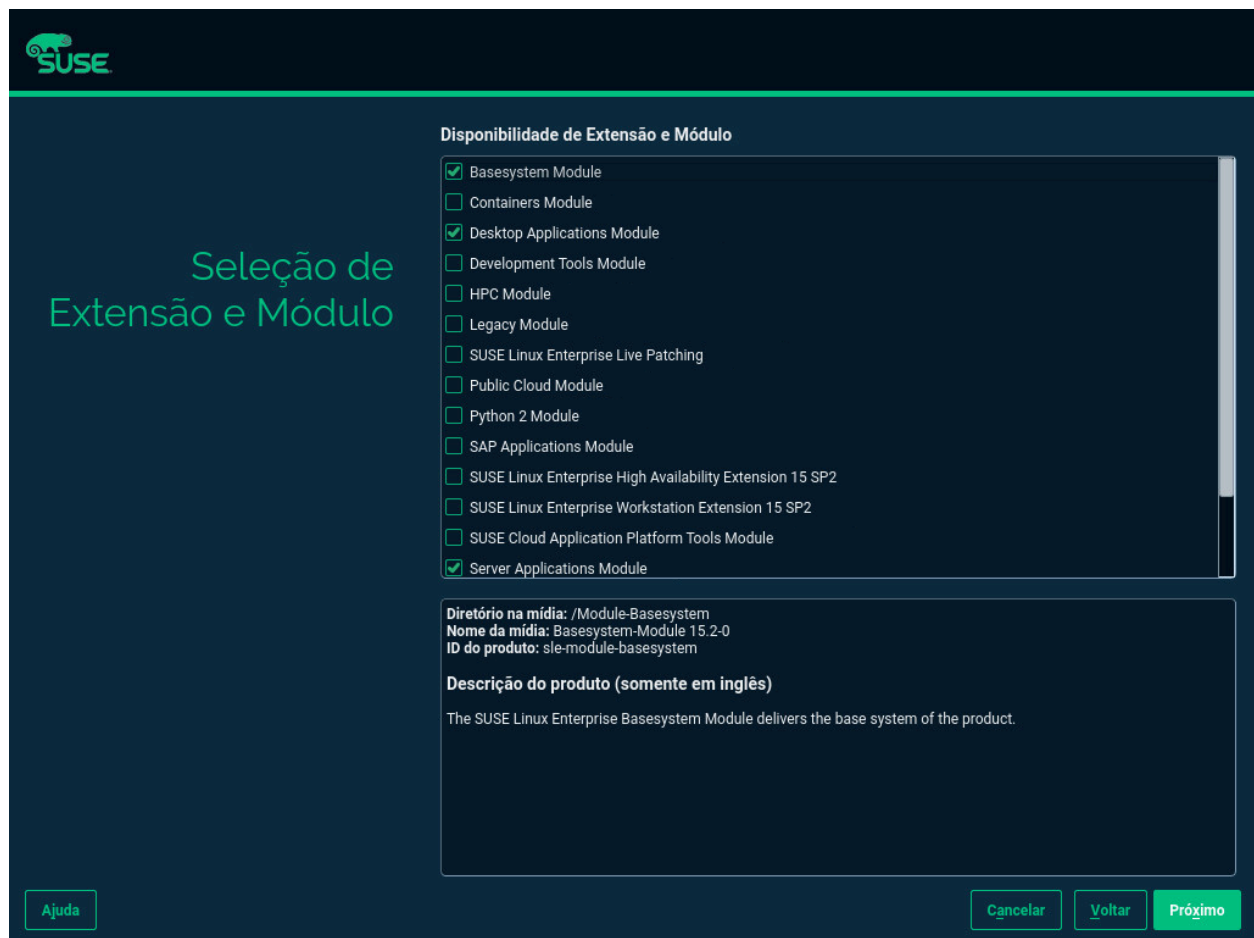 SUSE
Disponibilidade de Extensão e Módulo
Basesystem Module
Containers Module
Desktop Applications Module
Development Tools Module
HPC Module
Legacy Module
SUSE Linux Enterprise Live Patching
Public Cloud Module
Python 2 Module
SAP Applications Module
SUSE Linux Enterprise High Availability Extension 15 SP2
SUSE Linux Enterprise Workstation Extension 15 SP2
SUSE Cloud Application Platform Tools Module
Server Applications Module
Seleção de
Extensão e Módulo
Diretório na mídia: /Module-Basesystem
Nome da mídia: Basesystem-Module 15.2-0
ID do produto: sle-module-basesystem
Descrição do produto (somente em inglês)
The SUSE Linux Enterprise Basesystem Module delivers the base system of the product.
Ajuda
Cancelar
Voltar
Próximo